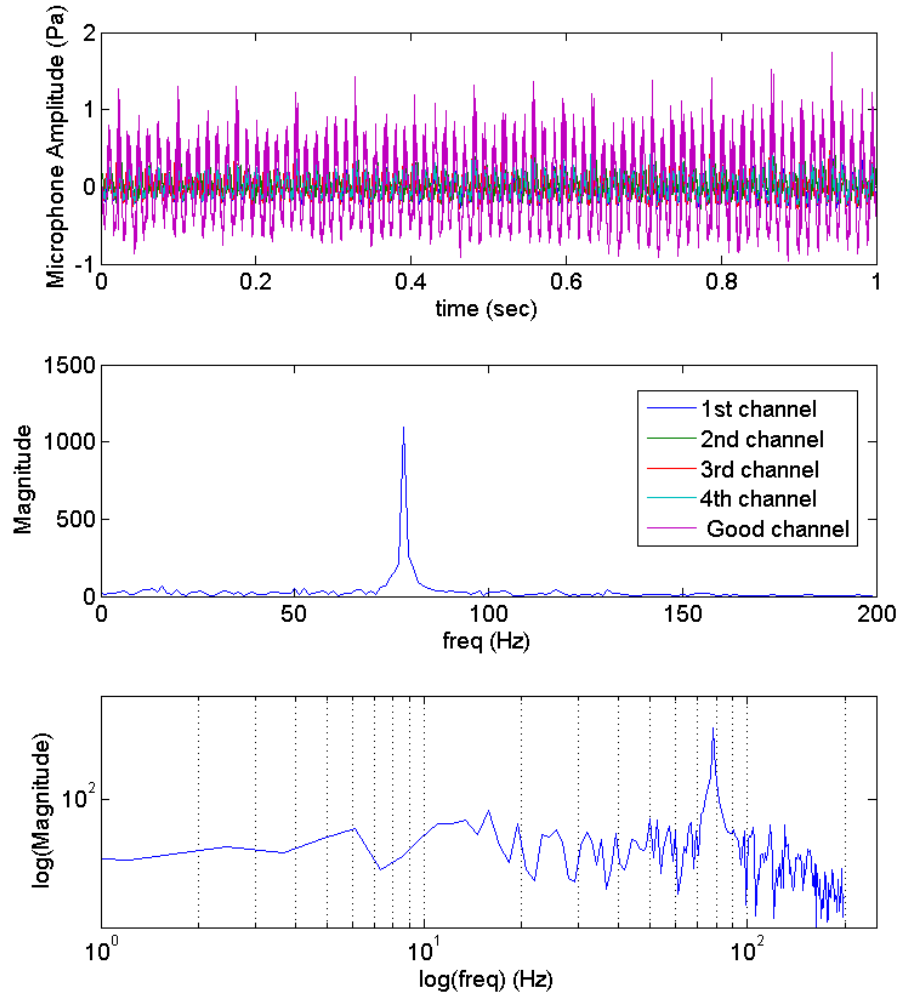 Microphone Amplitude (Pa)
2
1
0
-1
0
0.2
0.4
0.6
0.8
1
time (sec)
Magnitude
1500
1000
500
0
0
50
100
150
200
freq (Hz)
1st channel
2nd channel
3rd channel
4th channel
Good channel
log(Magnitude)
10^2
10^0
10^1
10^2
log(freq) (Hz)